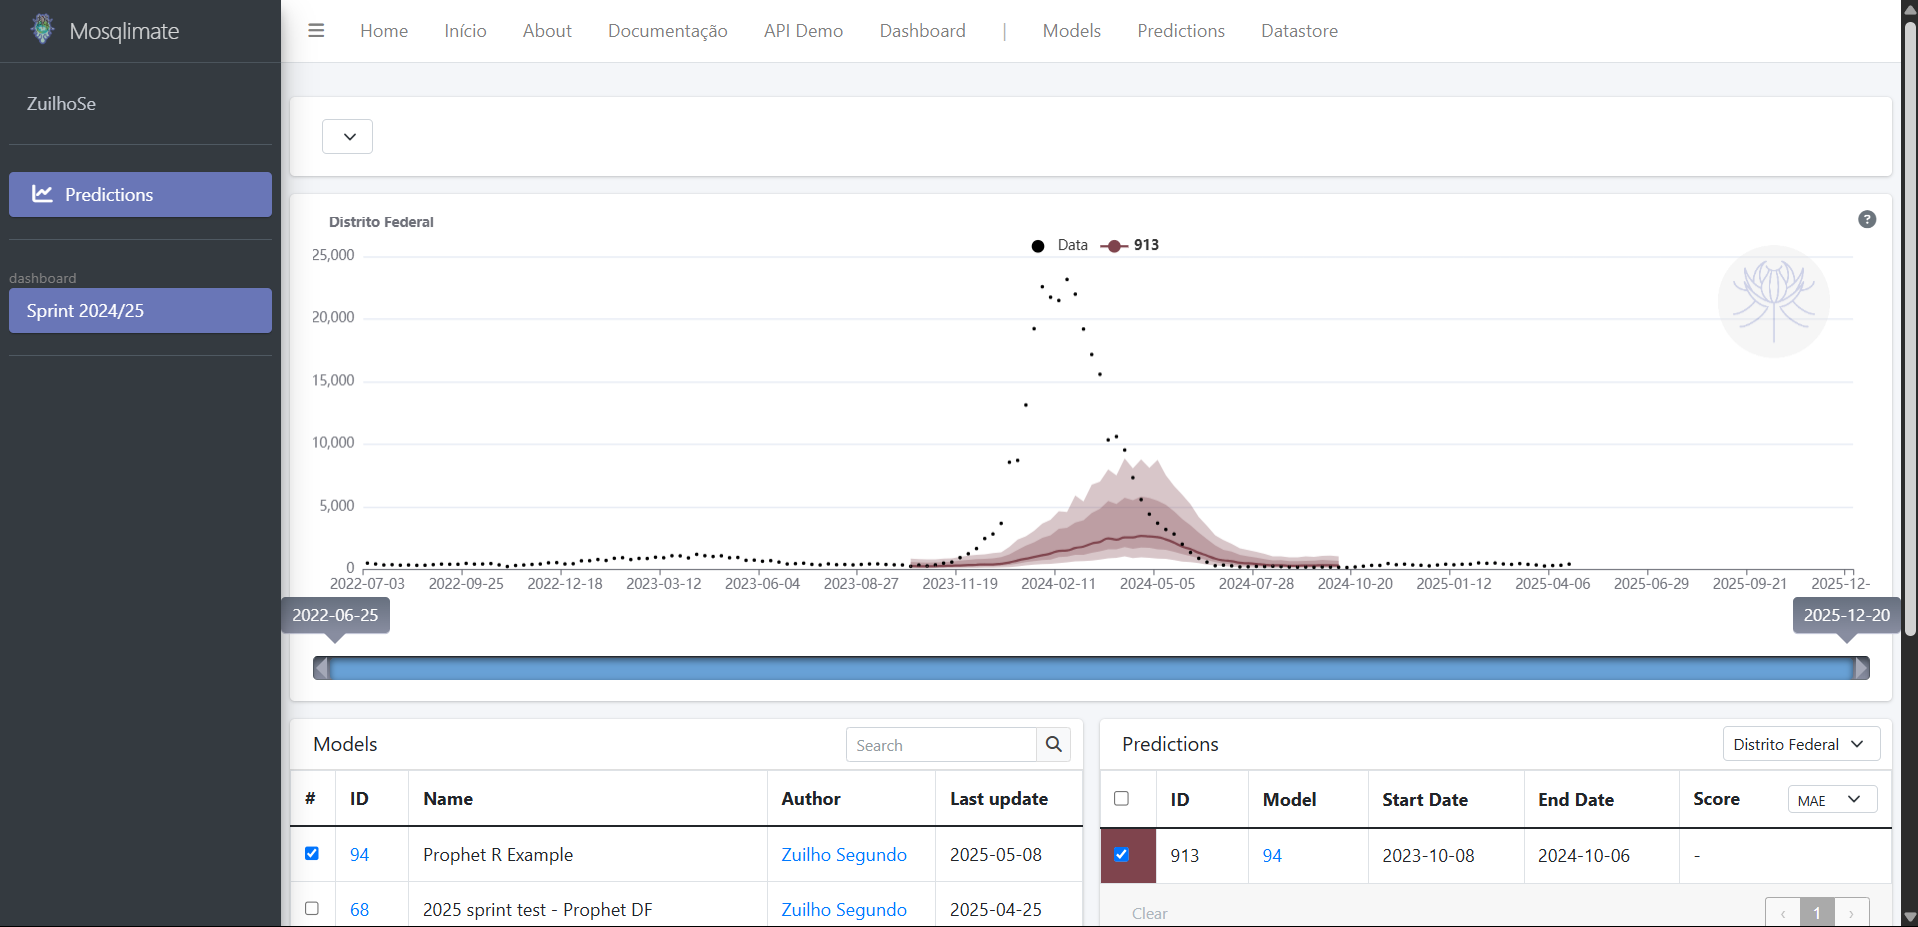 Mosqlimate
Home Início About Documentação API Demo Dashboard | Models Predictions Datastore
ZuilhoSe
Predictions
dashboard
Sprint 2024/25
Distrito Federal
?
Data 913
25,000
20,000
15,000
10,000
5,000
0
2022-07-03 2022-09-25 2022-12-18 2023-03-12 2023-06-04 2023-08-27 2023-11-19 2024-02-11 2024-05-05 2024-07-28 2024-10-20 2025-01-12 2025-04-06 2025-06-29 2025-09-21 2025-12-
2022-06-25 2025-12-20
Models Search
# ID Name Author Last update
94 Prophet R Example Zuilho Segundo 2025-05-08
68 2025 sprint test - Prophet DF Zuilho Segundo 2025-04-25
Predictions Distrito Federal
ID Model Start Date End Date Score MAE
913 94 2023-10-08 2024-10-06 -
Clear ‹ 1 ›